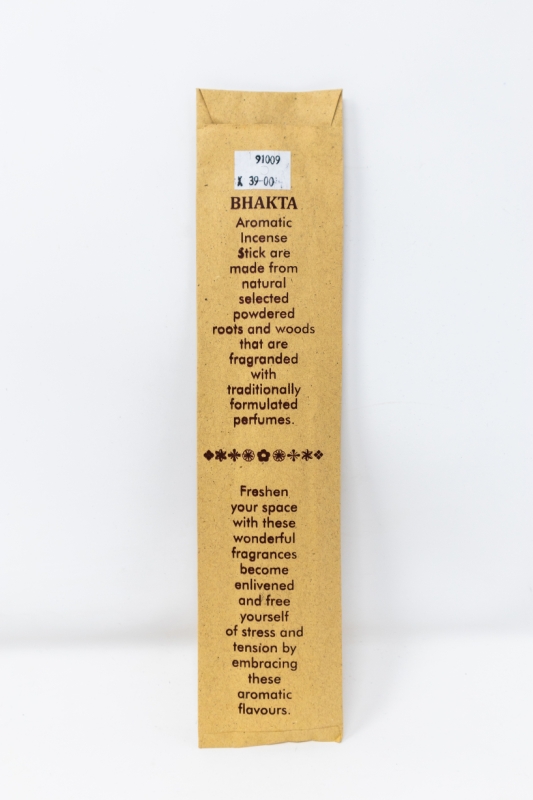 91009
X 39-00
BHAKTA
Aromatic
Incense
Stick are
made from
natural
selected
powdered
roots and woods
that are
fragranded
with
traditionally
formulated
perfumes.
Freshen
your space
with these
wonderful
fragrances
become
enlivened
and free
yourself
of stress and
tension by
embracing
these
aromatic
flavours.